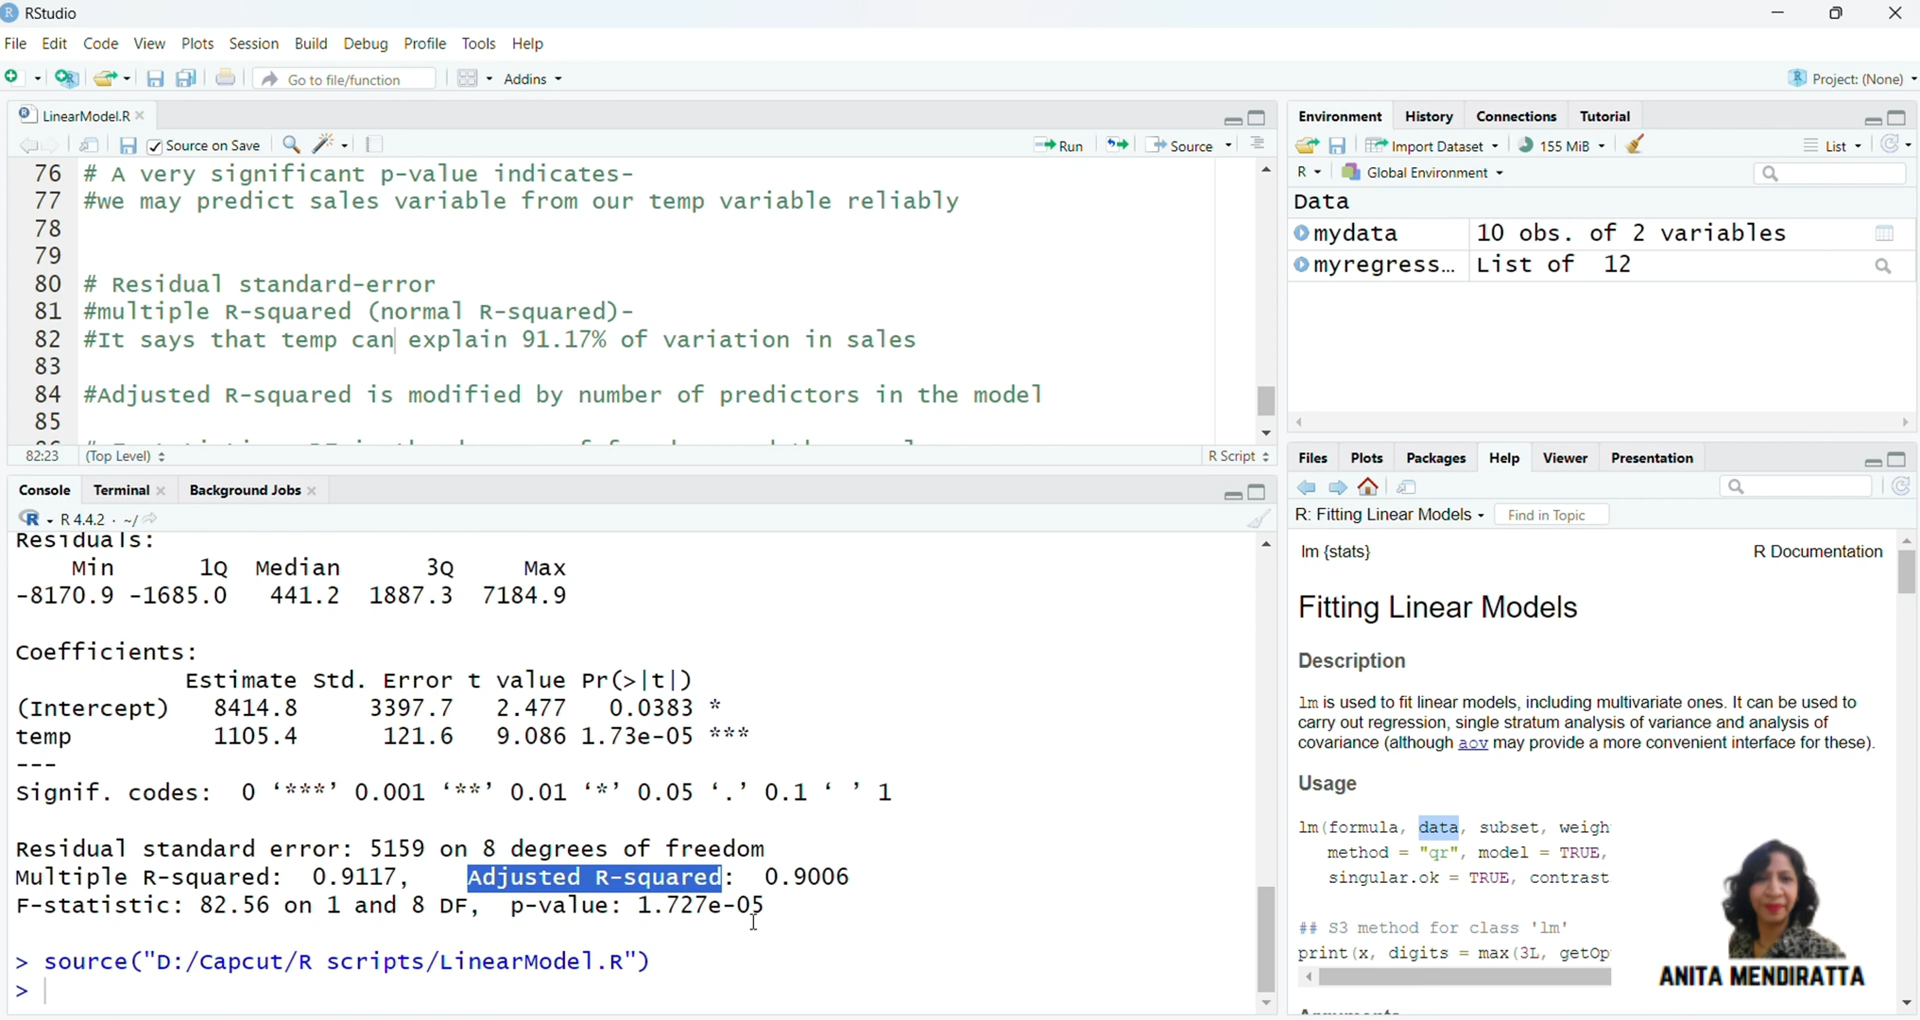 RStudio
File Edit Code View Plots Session Build Debug Profile Tools Help
Go to file/function Addins Project: (None)
LinearModel.R
Source on Save Run Source
76 # A very significant p-value indicates-
77 #we may predict sales variable from our temp variable reliably
78
79
80 # Residual standard-error
81 #multiple R-squared (normal R-squared)-
82 #It says that temp can explain 91.17% of variation in sales
83
84 #Adjusted R-squared is modified by number of predictors in the model
85
82:23 (Top Level) R Script
Console Terminal Background Jobs
R 4.4.2 · ~/
Residuals:
Min 1Q Median 3Q Max
-8170.9 -1685.0 441.2 1887.3 7184.9
Coefficients:
Estimate Std. Error t value Pr(>|t|)
(Intercept) 8414.8 3397.7 2.477 0.0383 *
temp 1105.4 121.6 9.086 1.73e-05 ***
---
Signif. codes: 0 ‘***’ 0.001 ‘**’ 0.01 ‘*’ 0.05 ‘.’ 0.1 ‘ ’ 1
Residual standard error: 5159 on 8 degrees of freedom
Multiple R-squared: 0.9117, Adjusted R-squared: 0.9006
F-statistic: 82.56 on 1 and 8 DF, p-value: 1.727e-05
> source("D:/Capcut/R scripts/LinearModel.R")
>
Environment History Connections Tutorial
Import Dataset 155 MiB List
R Global Environment
Data
mydata 10 obs. of 2 variables
myregress... List of 12
Files Plots Packages Help Viewer Presentation
R: Fitting Linear Models Find in Topic
lm {stats} R Documentation
Fitting Linear Models
Description
lm is used to fit linear models, including multivariate ones. It can be used to
carry out regression, single stratum analysis of variance and analysis of
covariance (although aov may provide a more convenient interface for these).
Usage
lm(formula, data, subset, weigh
method = "qr", model = TRUE,
singular.ok = TRUE, contrast
## S3 method for class 'lm'
print(x, digits = max(3L, getOp
ANITA MENDIRATTA